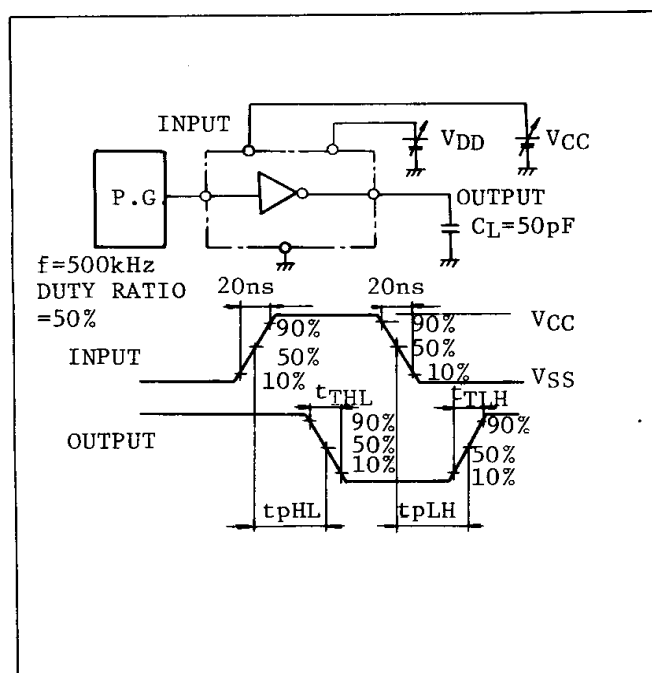 INPUT
VDD
VCC
P.G
OUTPUT
CL=50pF
f=500kHz
DUTY RATIO
=50%
20ns
20ns
90%
90%
VCC
INPUT
50%
50%
10%
10%
VSS
tTHL
tTLH
OUTPUT
90%
90%
50%
50%
10%
10%
tpHL
tpLH